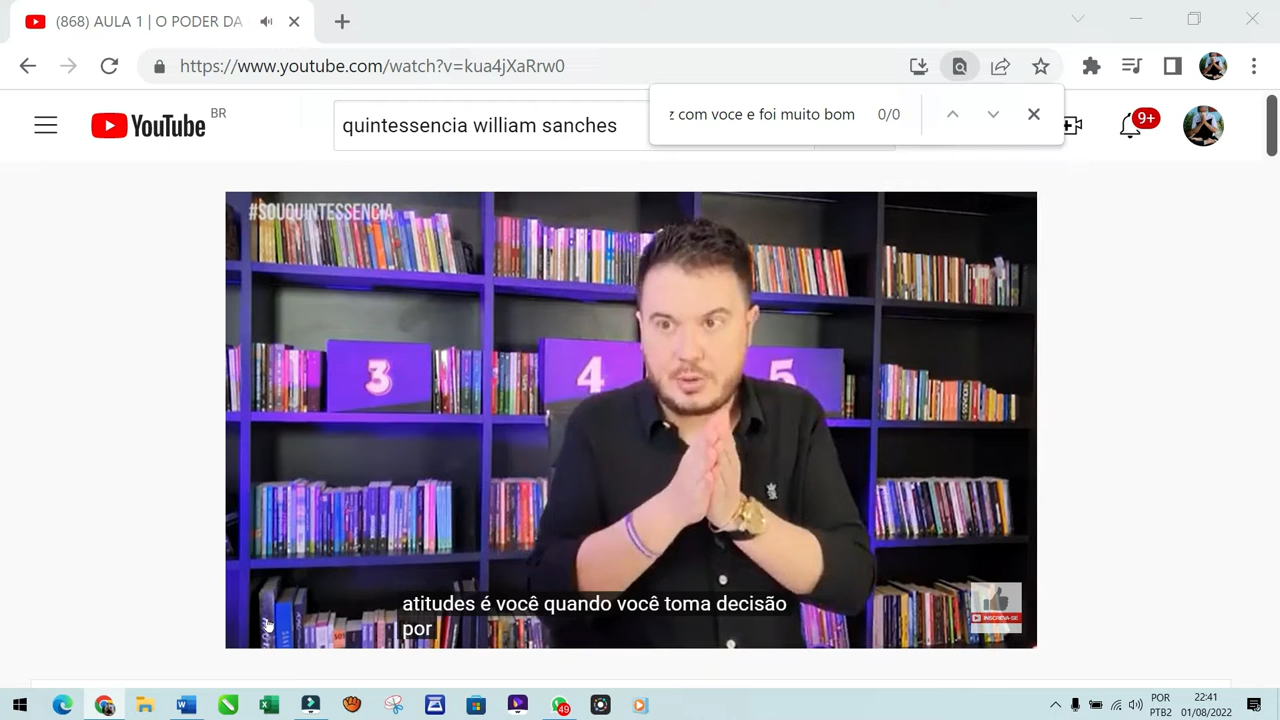 (868) AULA 1 | O PODER DA
https://www.youtube.com/watch?v=kua4jXaRrw0
z com voce e foi muito bom 0/0
YouTube BR
quintessencia william sanches
9+
#SOUQUINTESSENCIA
3 4 5
atitudes é você quando você toma decisão
por
INSCREVA-SE
49
POR
PTB2
22:41
01/08/2022